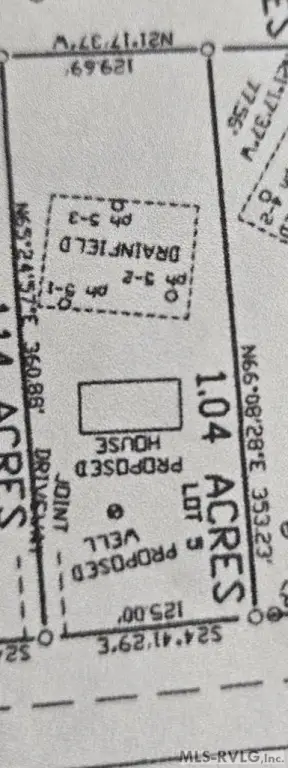 N21°17'37"W
129.69'
N21°17'37"W
77.56'
ph 5-3
DRAINFIELD
ph 5-2
ph 5-1
N65°24'57"E 360.88'
N66°08'28"E 353.23'
PROPOSED
HOUSE
1.04 ACRES
LOT 5
PROPOSED
WELL
JOINT
DRIVEWAY
ACRES
125.00'
S24°41'29"E
MLS-RVLG, Inc.